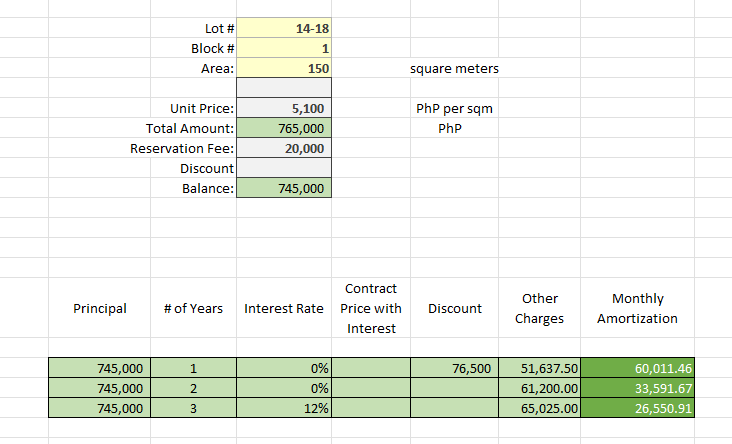 Lot # 14-18
Block # 1
Area: 150 square meters
Unit Price: 5,100 PhP per sqm
Total Amount: 765,000 PhP
Reservation Fee: 20,000
Discount
Balance: 745,000
Principal # of Years Interest Rate Contract Price with Interest Discount Other Charges Monthly Amortization
745,000 1 0% 76,500 51,637.50 60,011.46
745,000 2 0% 61,200.00 33,591.67
745,000 3 12% 65,025.00 26,550.91